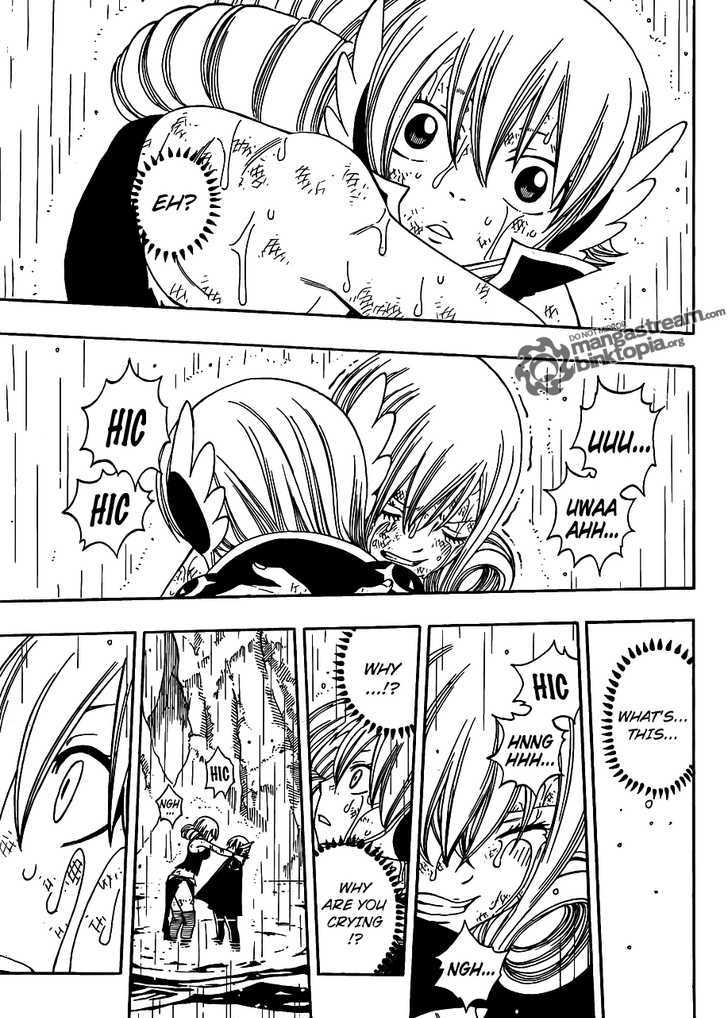 EH?
DO NOT MIRROR
mangastream.com
binktopia.org
UUU...
UWAA
AHH...
HIC
HIC
WHAT'S...
THIS...
HIC
HNNG
HHH...
NGH...
WHY
...!?
WHY
ARE YOU
CRYING
!?
HIC
NGH
...